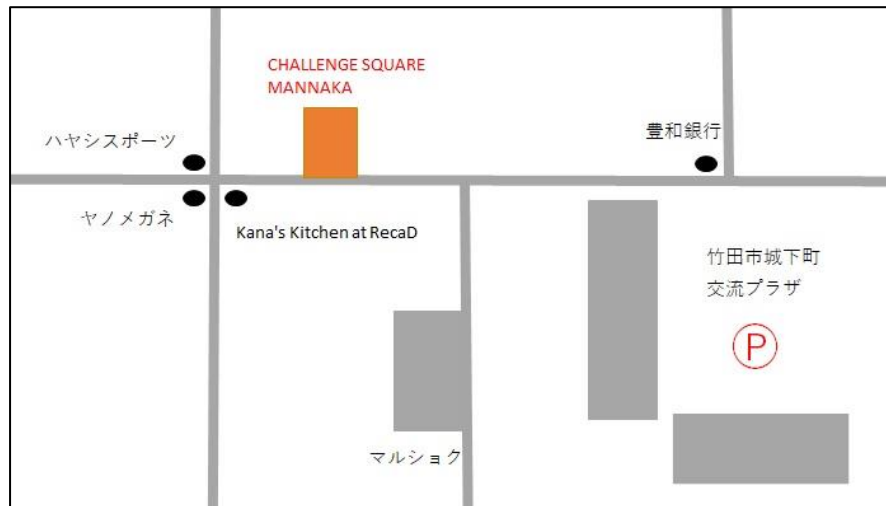 CHALLENGE SQUARE
MANNAKA
ハヤシスポーツ
豊和銀行
ヤノメガネ
Kana's Kitchen at RecaD
竹田市城下町
交流プラザ
P
マルショク